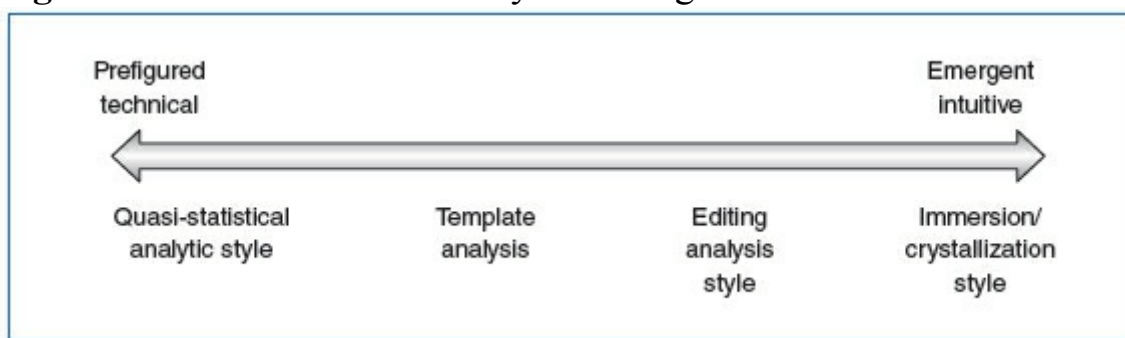 Prefigured
technical
Emergent
intuitive
Quasi-statistical
analytic style
Template
analysis
Editing
analysis
style
Immersion/
crystallization
style